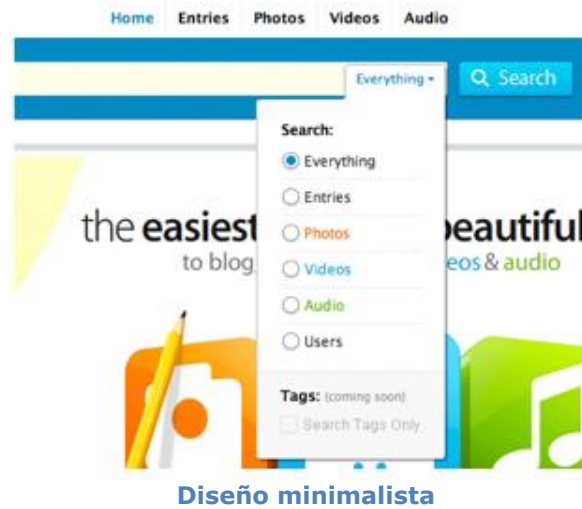 Home Entries Photos Videos Audio
Everything
Search
Search:
Everything
Entries
Photos
Videos
Audio
Users
Tags: (coming soon)
Search Tags Only
the easiest beautiful
to blog eos & audio
Diseño minimalista